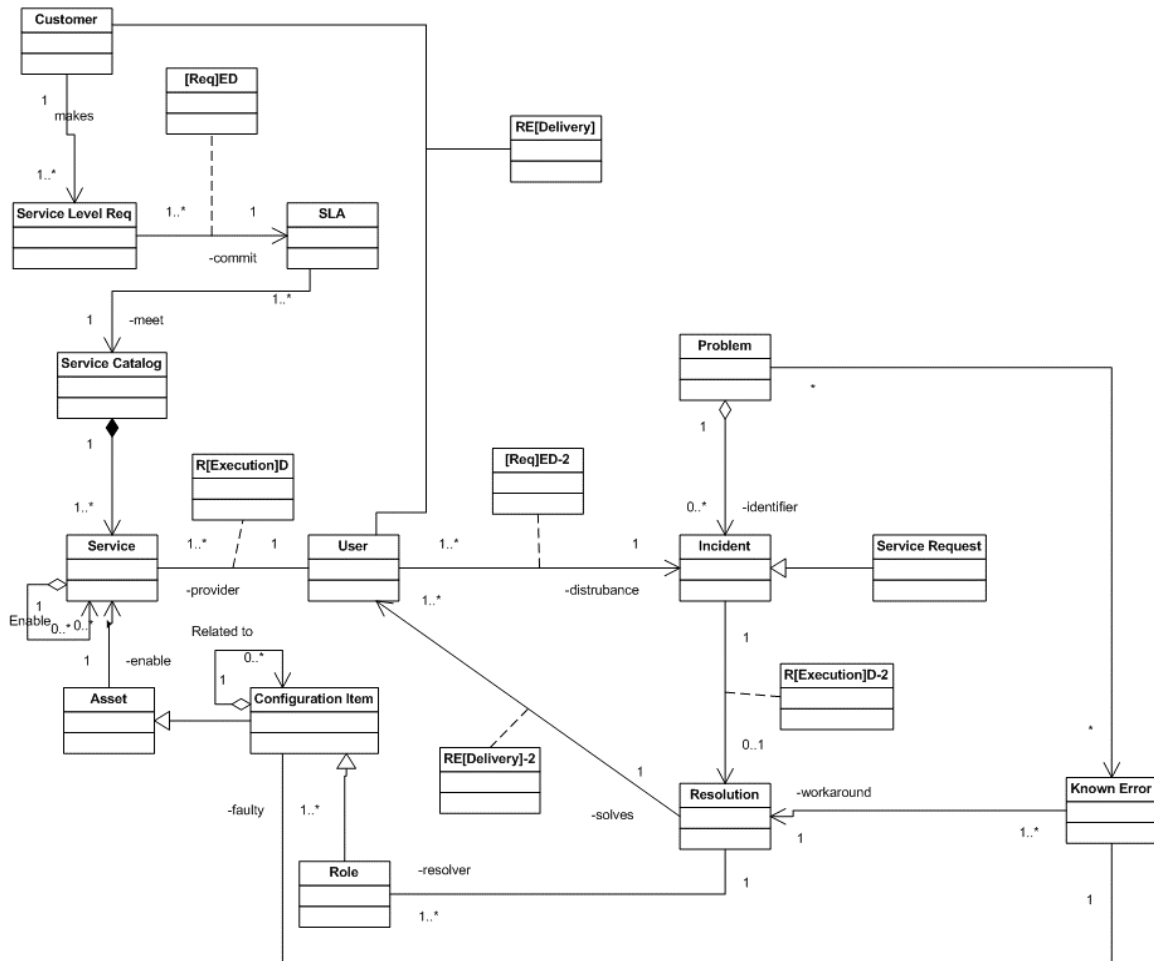 Customer
[Req]ED
1
makes
RE[Delivery]
1..*
Service Level Req
1..*
1
SLA
-commit
1..*
1
-meet
Problem
Service Catalog
*
1
1
[Req]ED-2
R[Execution]D
1..*
0..*
-identifier
Service
1..*
1
User
1..*
1
Incident
Service Request
-provider
-distrubance
1
1..*
Enable
0..*
0..*
Related to
1
1
-enable
0..*
1
R[Execution]D-2
Asset
Configuration Item
*
0..1
RE[Delivery]-2
1
Resolution
-workaround
Known Error
-faulty
1..*
-solves
1
1..*
Role
-resolver
1
1
1..*